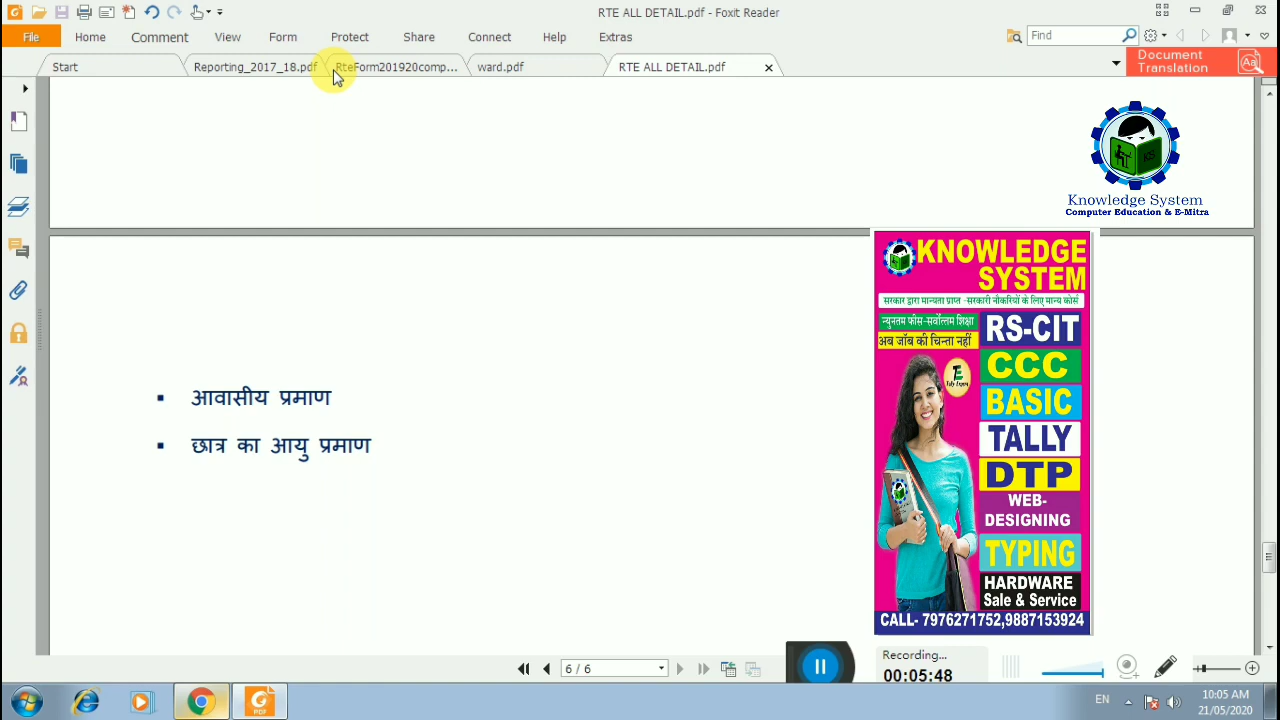 RTE ALL DETAIL.pdf - Foxit Reader
File Home Comment View Form Protect Share Connect Help Extras
Find
Start Reporting_2017_18.pdf RteForm201920comp... ward.pdf RTE ALL DETAIL.pdf
Document
Translation
Knowledge System
Computer Education & E-Mitra
आवासीय प्रमाण
छात्र का आयु प्रमाण
KNOWLEDGE
SYSTEM
सरकार द्वारा मान्यता प्राप्त -सरकारी नौकरियों के लिए मान्य कोर्स
न्युनतम फीस-सर्वोत्तम शिक्षा
अब जॉब की चिन्ता नहीं
RS-CIT
CCC
BASIC
TALLY
DTP
WEB-
DESIGNING
TYPING
HARDWARE
Sale & Service
CALL- 7976271752,9887153924
6 / 6
Recording...
00:05:48
EN
10:05 AM
21/05/2020